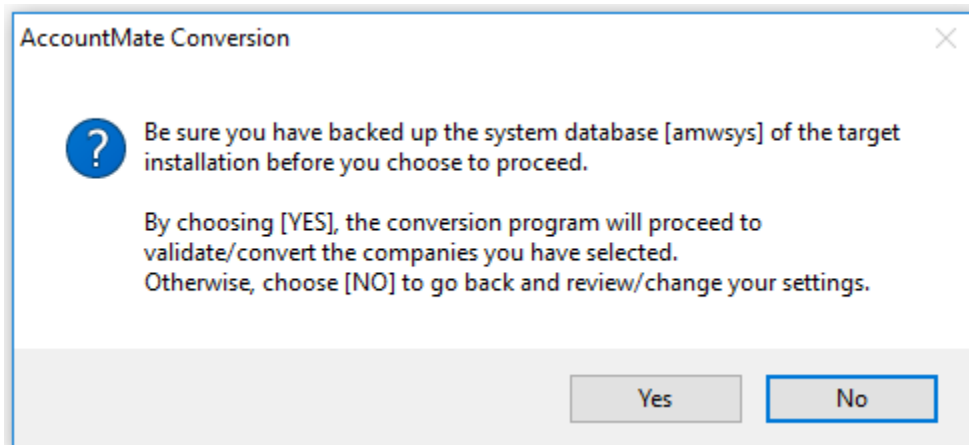 AccountMate Conversion
Be sure you have backed up the system database [amwsys] of the target
installation before you choose to proceed.
By choosing [YES], the conversion program will proceed to
validate/convert the companies you have selected.
Otherwise, choose [NO] to go back and review/change your settings.
Yes
No